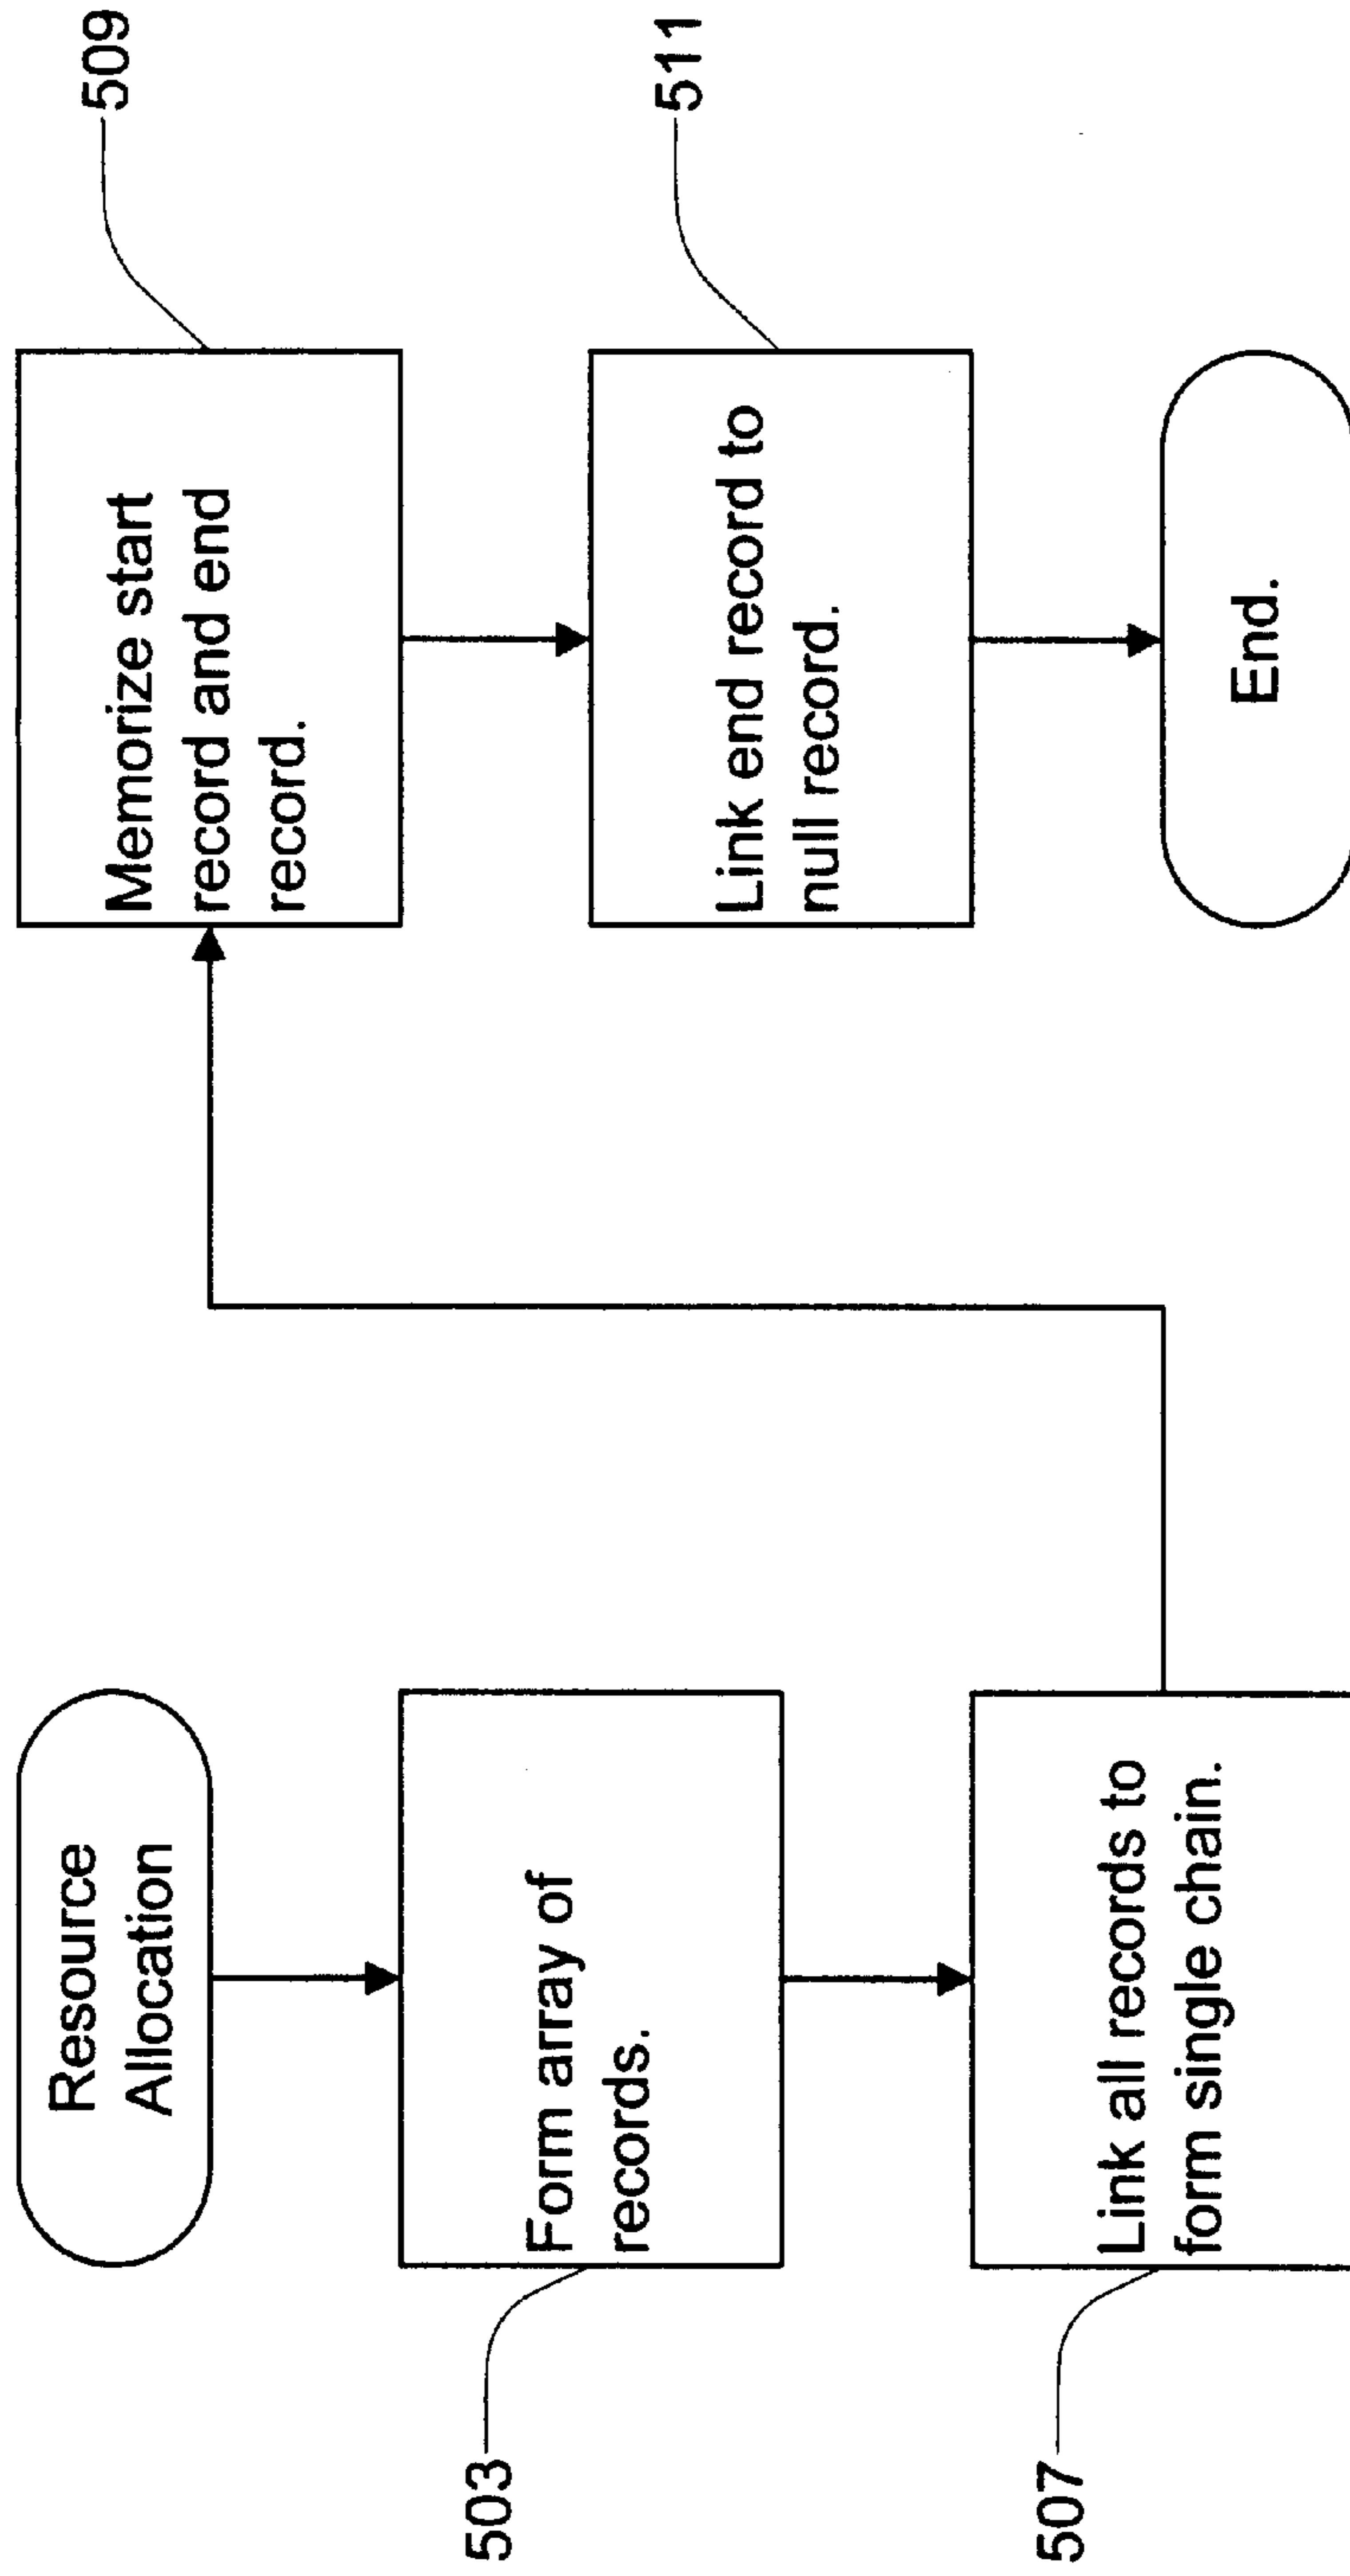 Resource
Allocation
503
Form array of
records.
507
Link all records to
form single chain.
509
Memorize start
record and end
record.
511
Link end record to
null record.
End.